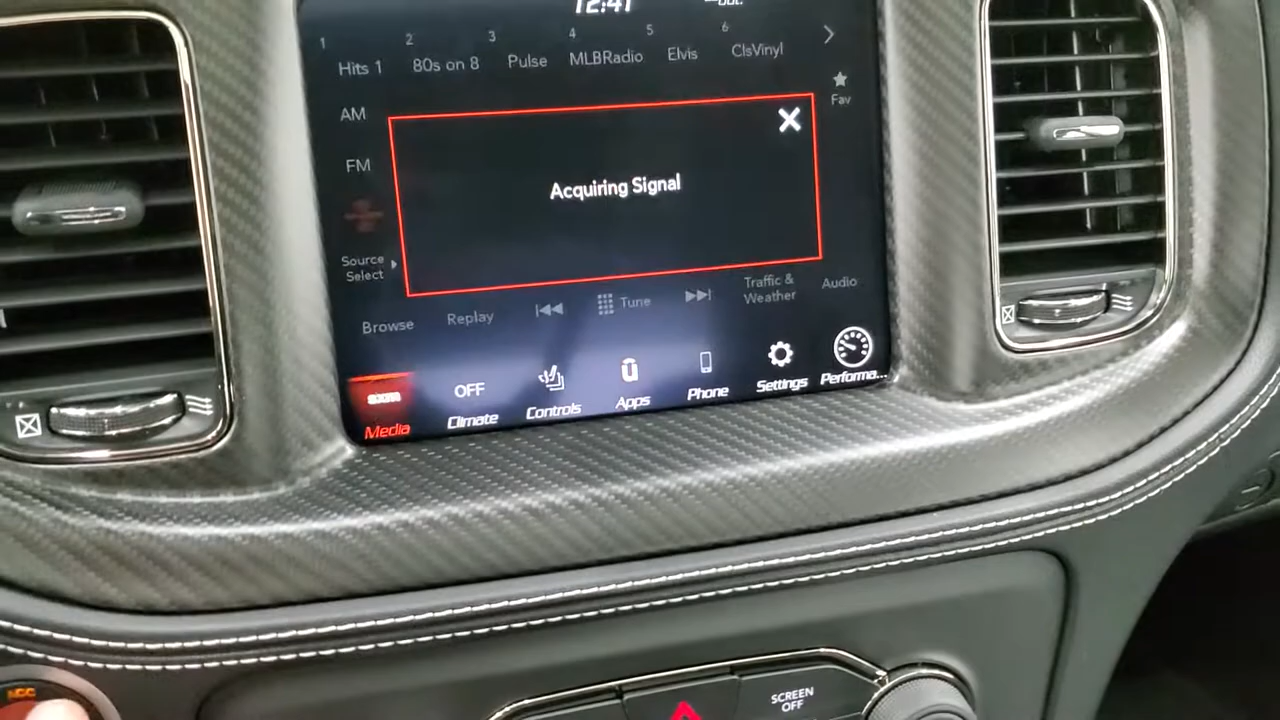 12:41
1 2 3 4 5 6
Hits 1 80s on 8 Pulse MLBRadio Elvis ClsVinyl
AM
Fav
FM
Acquiring Signal
Source
Select
Browse Replay Tune Traffic &
Weather
Audio
SXM OFF
Media Climate Controls Apps Phone Settings Performa...
ACC
SCREEN
OFF